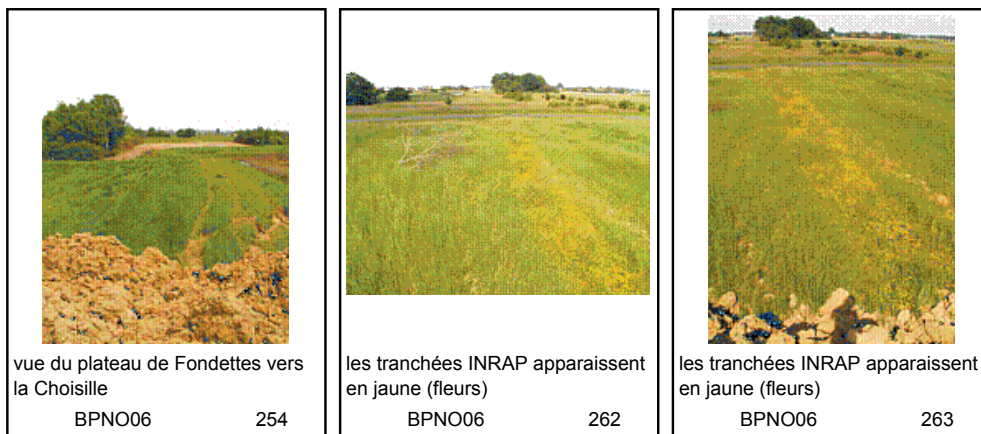 vue du plateau de Fondettes vers
la Choisille
BPNO06 254
les tranchées INRAP apparaissent
en jaune (fleurs)
BPNO06 262
les tranchées INRAP apparaissent
en jaune (fleurs)
BPNO06 263